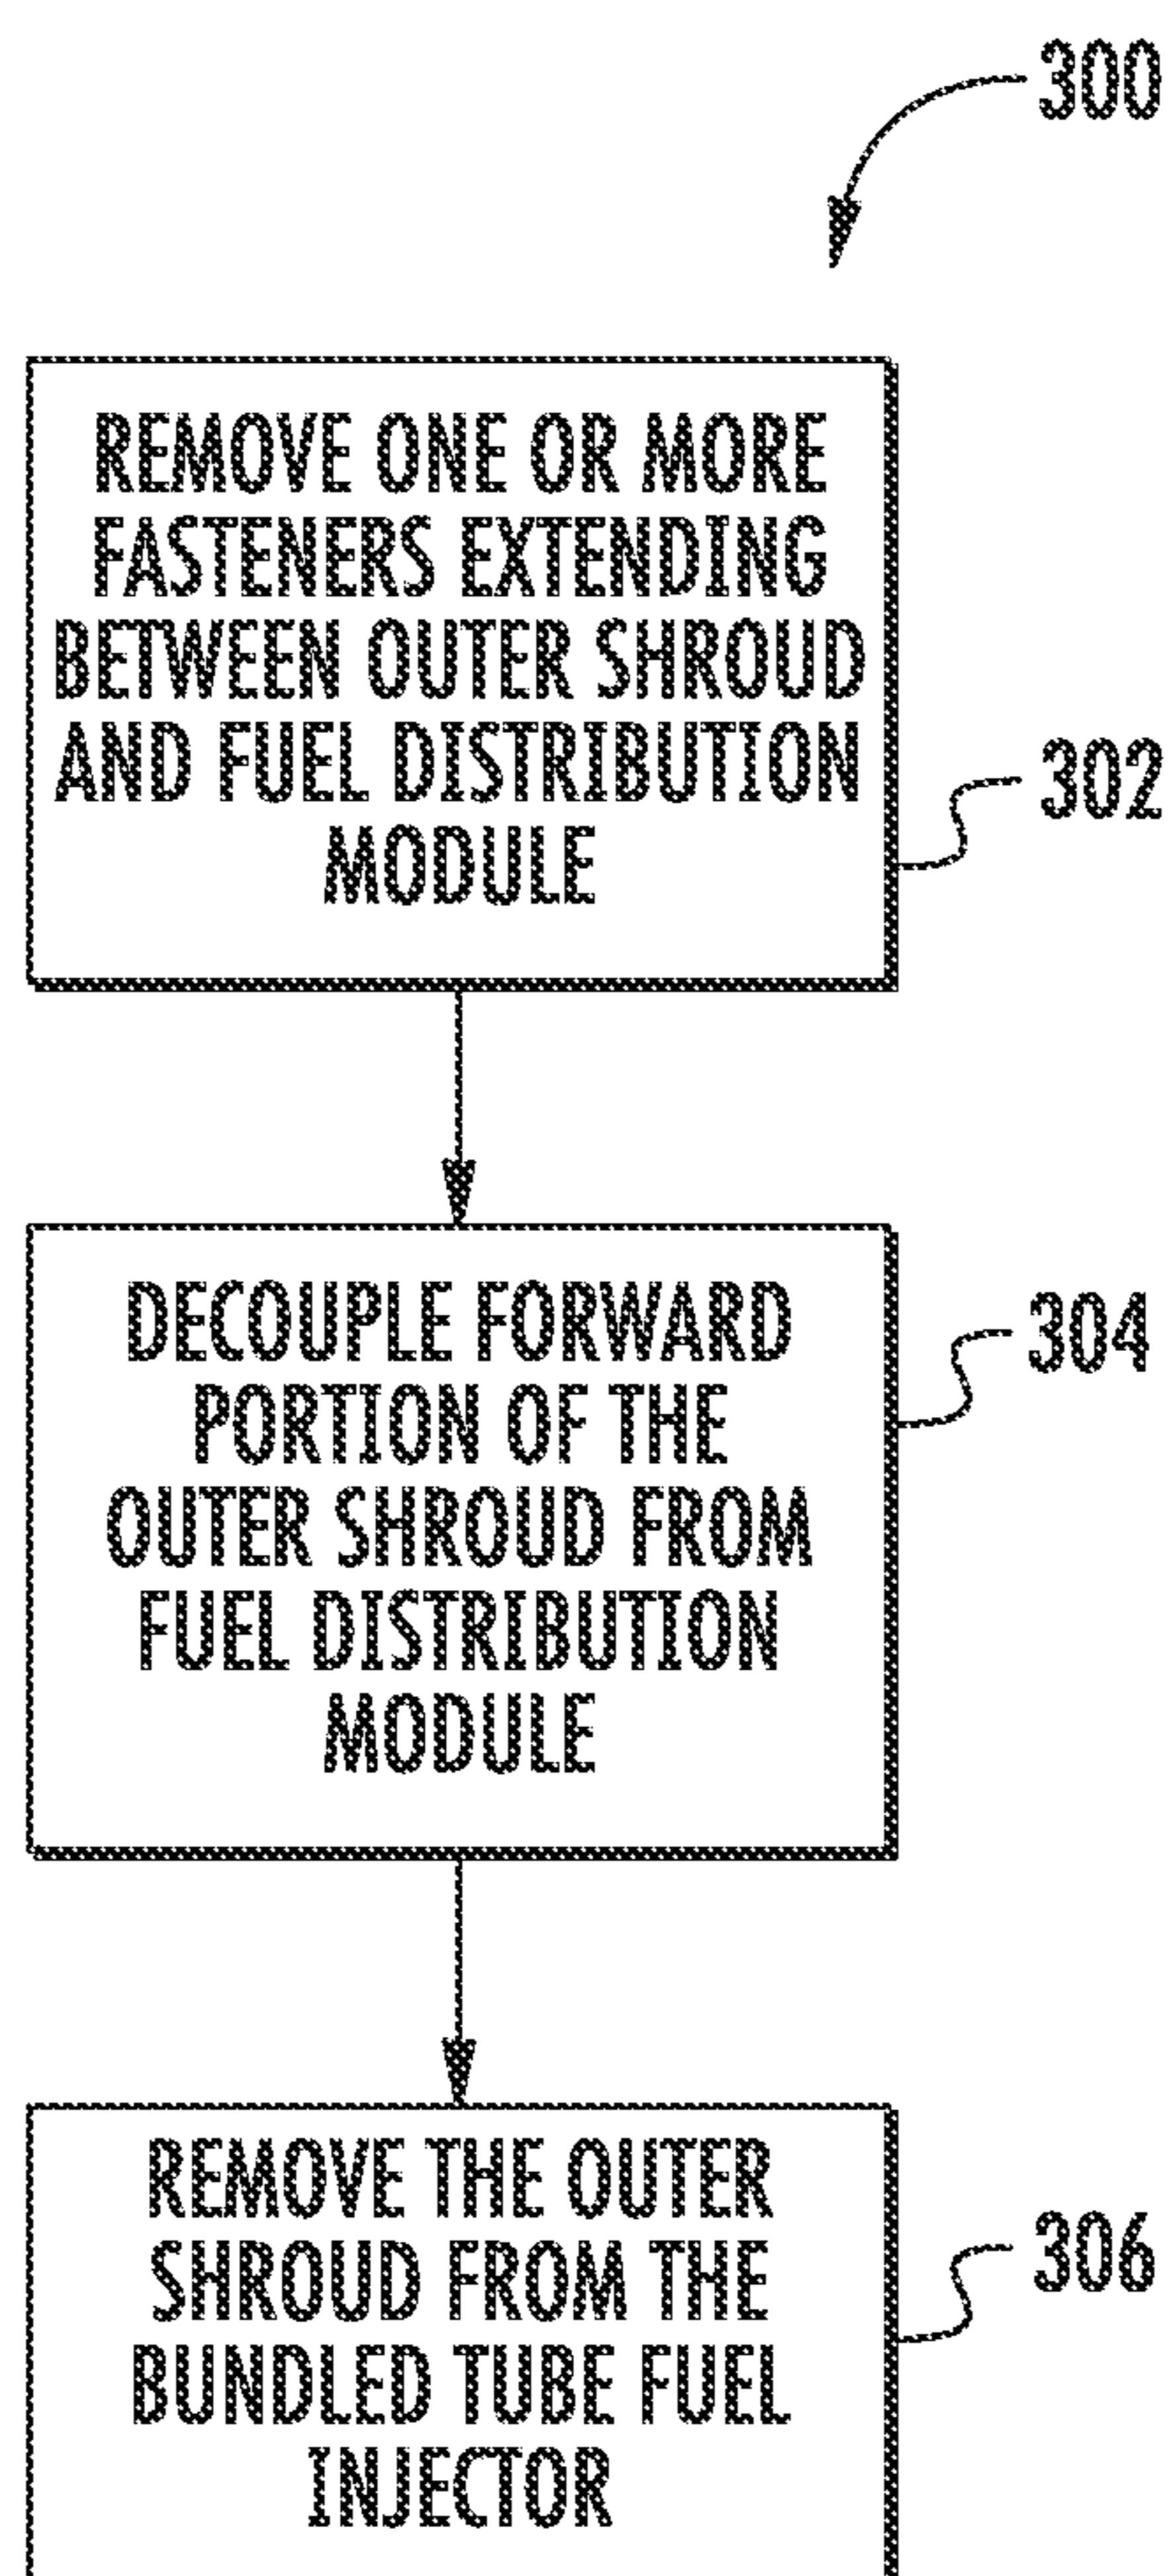 300
REMOVE ONE OR MORE
FASTENERS EXTENDING
BETWEEN OUTER SHROUD
AND FUEL DISTRIBUTION
MODULE
302
DECOUPLE FORWARD
PORTION OF THE
OUTER SHROUD FROM
FUEL DISTRIBUTION
MODULE
304
REMOVE THE OUTER
SHROUD FROM THE
BUNDLED TUBE FUEL
INJECTOR
306